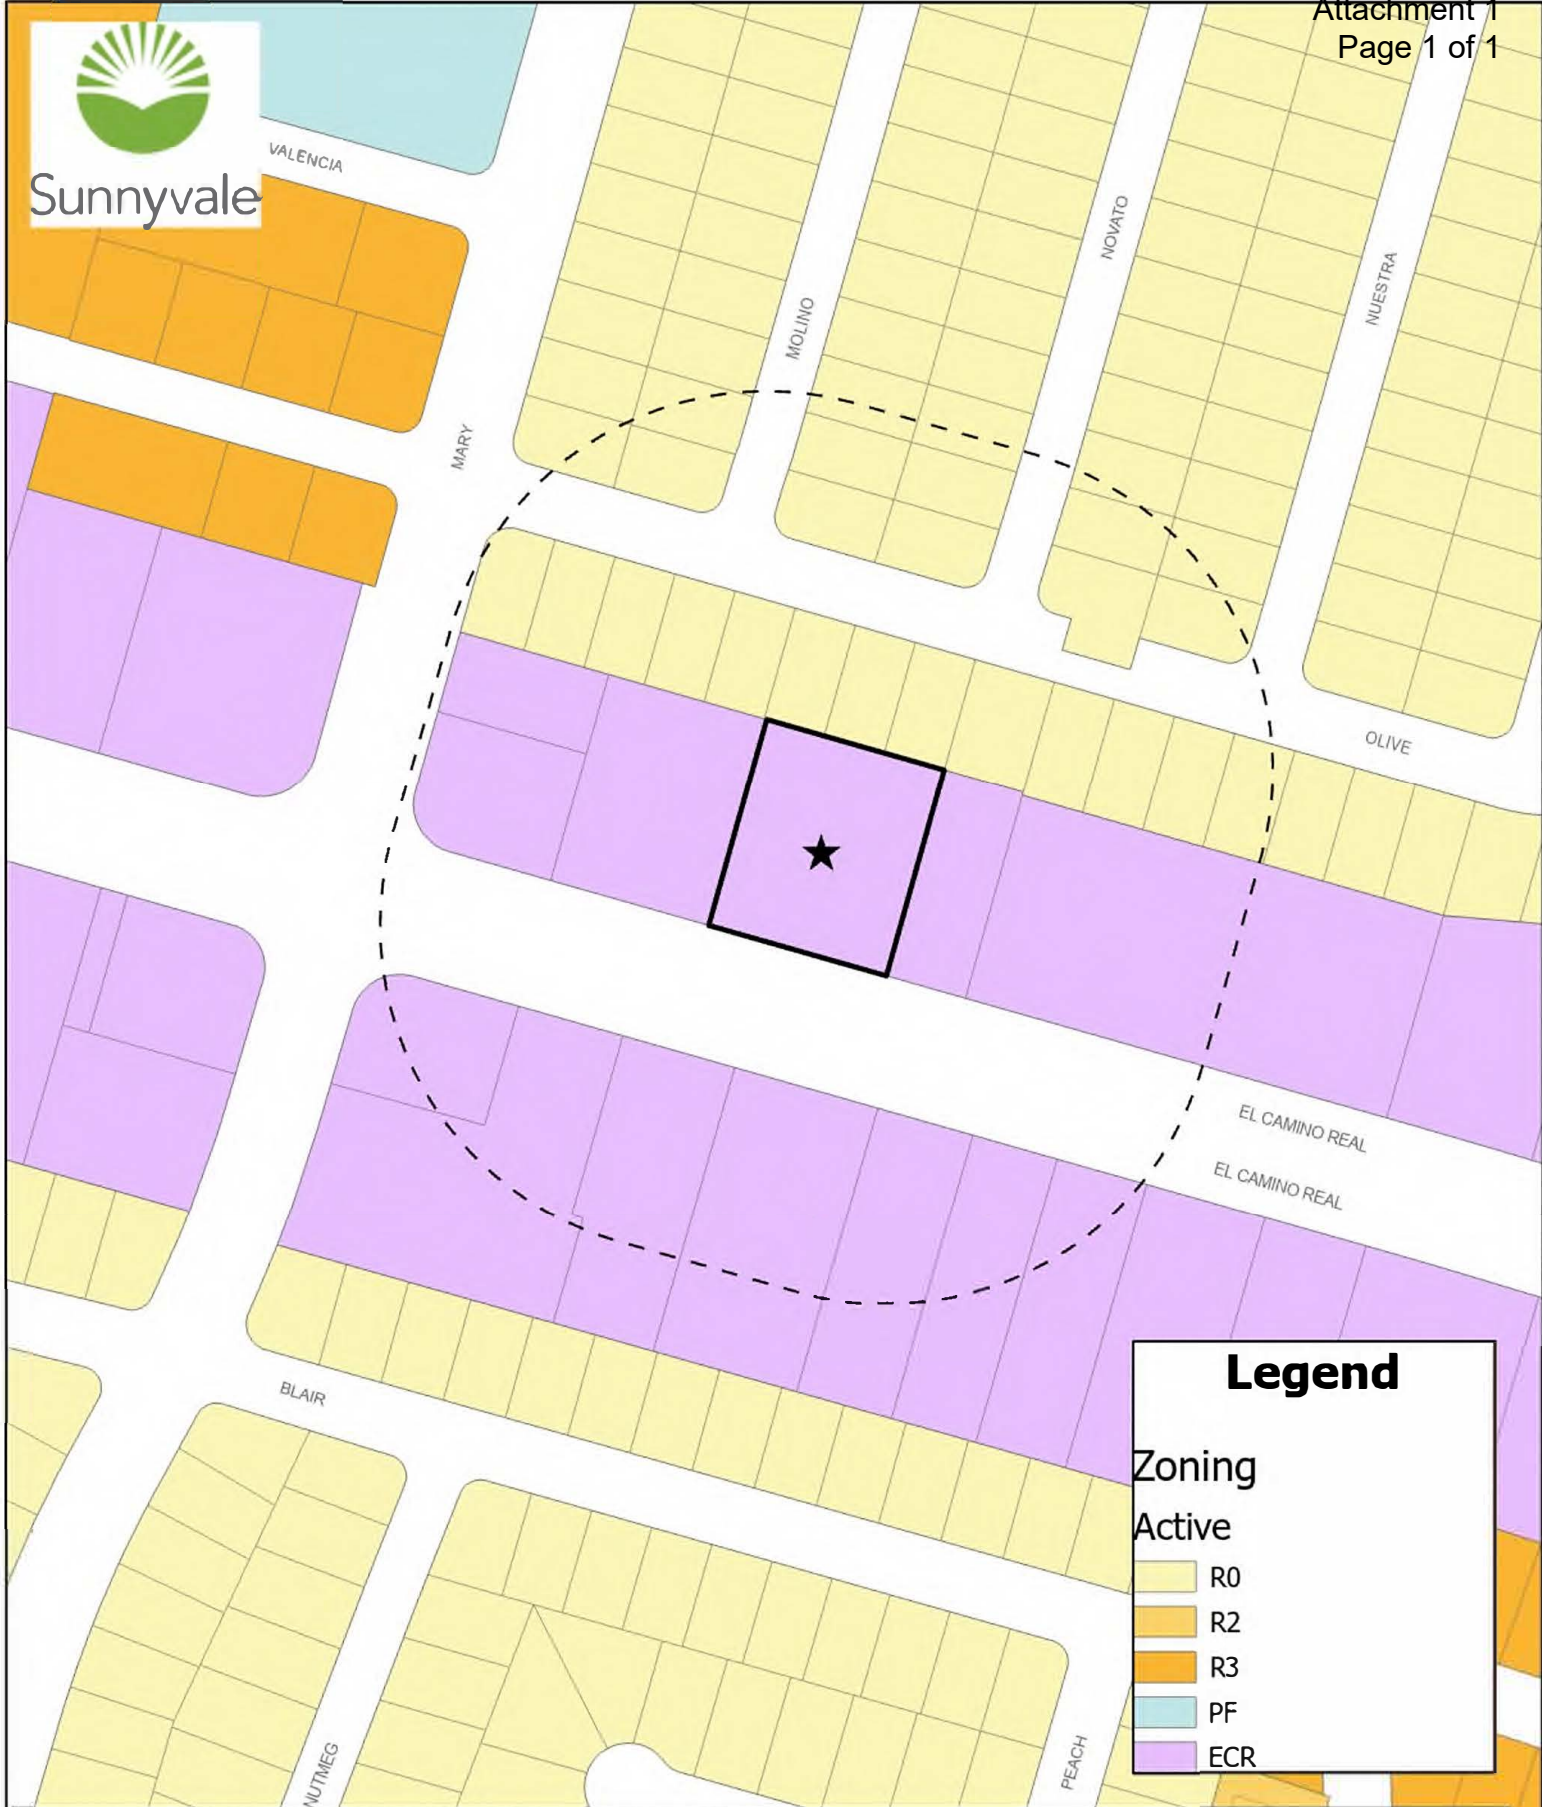 Attachment 1
Page 1 of 1
Sunnyvale
VALENCIA
MOLINO
NOVATO
NUESTRA
MARY
OLIVE
EL CAMINO REAL
EL CAMINO REAL
BLAIR
NUTMEG
PEACH
Legend
Zoning
Active
R0
R2
R3
PF
ECR